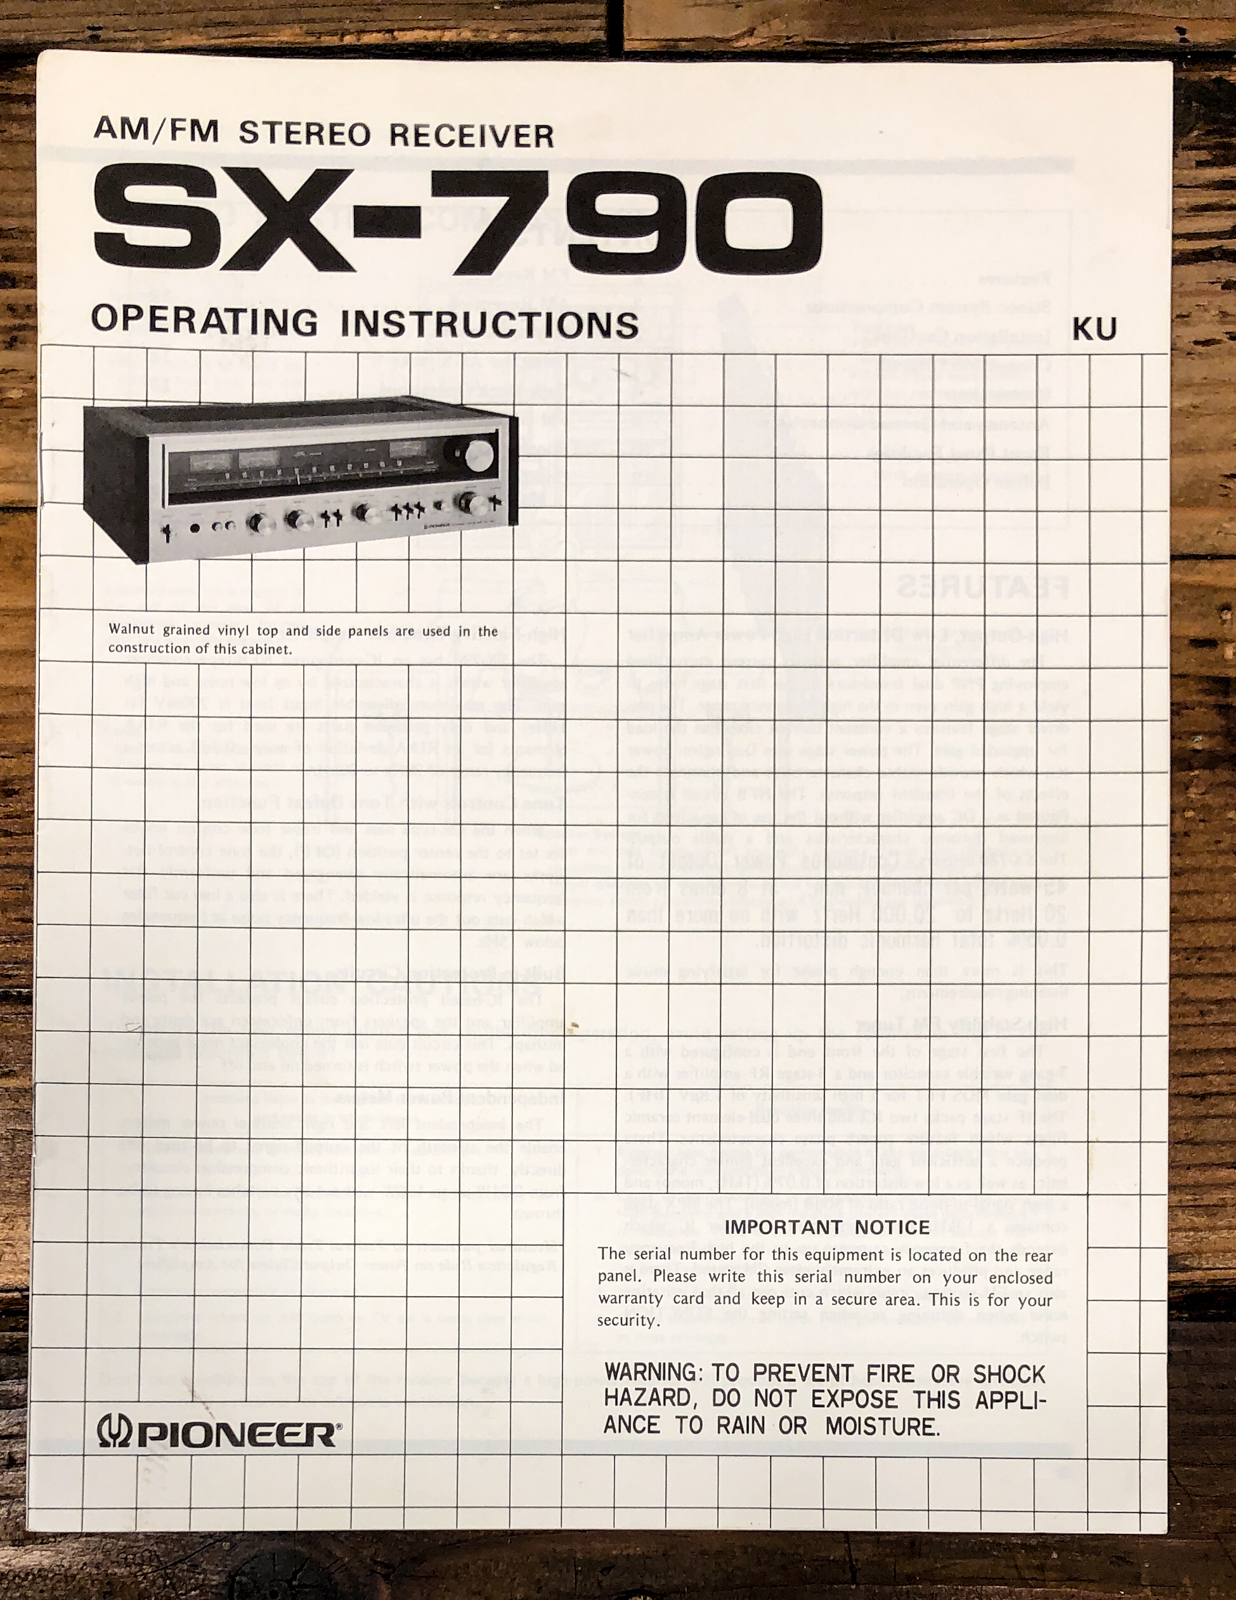 AM/FM STEREO RECEIVER
SX-790
OPERATING INSTRUCTIONS
KU
PIONEER
Walnut grained vinyl top and side panels are used in the
construction of this cabinet.
IMPORTANT NOTICE
The serial number for this equipment is located on the rear
panel. Please write this serial number on your enclosed
warranty card and keep in a secure area. This is for your
security.
WARNING: TO PREVENT FIRE OR SHOCK
HAZARD, DO NOT EXPOSE THIS APPLI-
ANCE TO RAIN OR MOISTURE.
PIONEER®